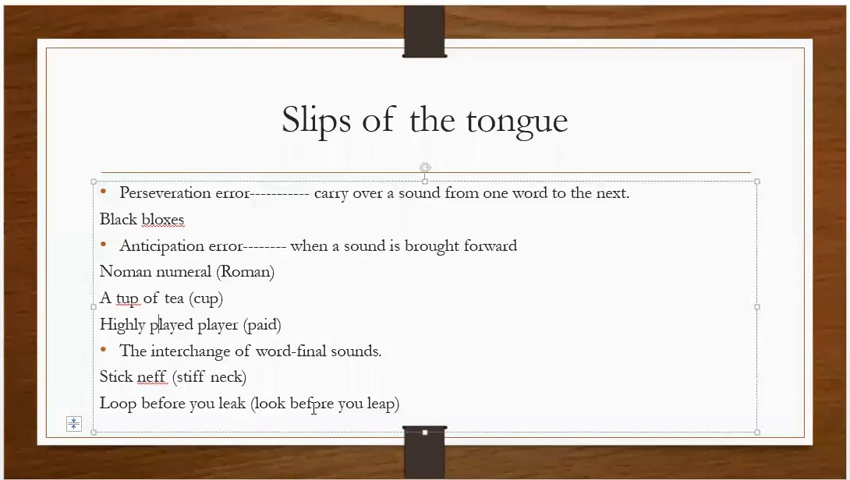 Slips of the tongue
• Perseveration error----------- carry over a sound from one word to the next.
Black bloxes
• Anticipation error-------- when a sound is brought forward
Noman numeral (Roman)
A tup of tea (cup)
Highly played player (paid)
• The interchange of word-final sounds.
Stick neff (stiff neck)
Loop before you leak (look before you leap)